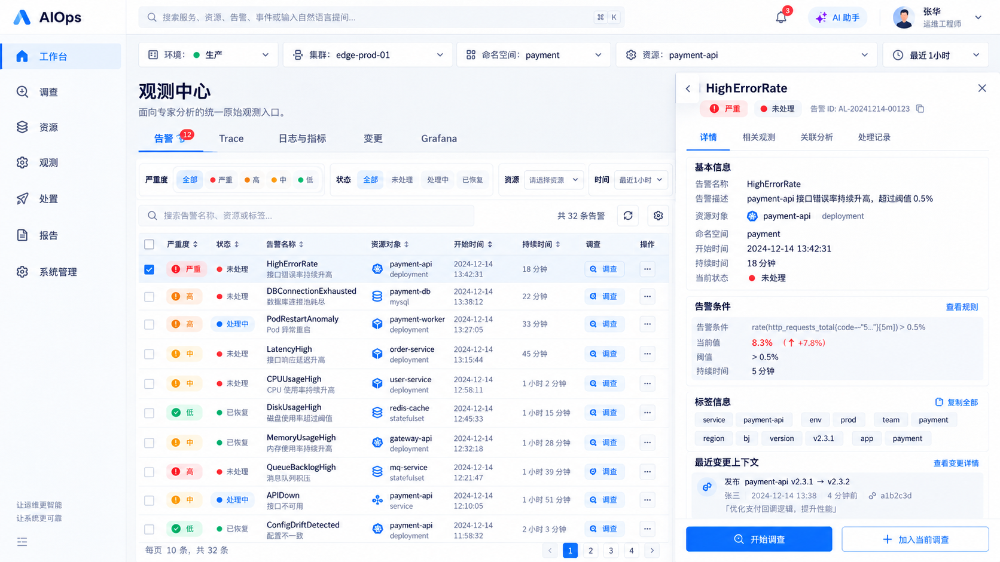 AIOps
搜索服务、资源、告警、事件或输入自然语言提问...
⌘ K
3
AI 助手
张华
运维工程师
工作台
调查
资源
观测
处置
报告
系统管理
让运维更智能
让系统更可靠
环境： 生产
集群： edge-prod-01
命名空间： payment
资源： payment-api
最近 1小时
观测中心
面向专家分析的统一原始观测入口。
告警 12 Trace 日志与指标 变更 Grafana
严重度 全部 严重 高 中 低
状态 全部 未处理 处理中 已恢复
资源 请选择资源
时间 最近1小时
搜索告警名称、资源或标签...
共 32 条告警
严重度 状态 告警名称 资源对象 开始时间 持续时间 调查 操作
严重 未处理 HighErrorRate payment-api 2024-12-14 18 分钟 调查 ...
接口错误率持续升高 deployment 13:42:31
高 未处理 DBConnectionExhausted payment-db 2024-12-14 22 分钟 调查 ...
数据库连接池耗尽 mysql 13:38:12
高 处理中 PodRestartAnomaly payment-worker 2024-12-14 33 分钟 调查 ...
Pod 异常重启 deployment 13:27:05
中 未处理 LatencyHigh order-service 2024-12-14 45 分钟 调查 ...
接口响应延迟升高 deployment 13:15:44
中 未处理 CPUUsageHigh user-service 2024-12-14 1 小时 2 分钟 调查 ...
CPU 使用率持续升高 deployment 12:58:11
低 已恢复 DiskUsageHigh redis-cache 2024-12-14 1 小时 15 分钟 调查 ...
磁盘使用率超过阈值 statefulset 12:45:33
中 已恢复 MemoryUsageHigh gateway-api 2024-12-14 1 小时 28 分钟 调查 ...
内存使用率持续升高 deployment 12:32:18
高 未处理 QueueBacklogHigh mq-service 2024-12-14 1 小时 39 分钟 调查 ...
消息队列积压 statefulset 12:21:47
中 处理中 APIDown payment-api 2024-12-14 1 小时 51 分钟 调查 ...
接口不可用 service 12:10:05
低 已恢复 ConfigDriftDetected payment-api 2024-12-14 2 小时 3 分钟 调查 ...
配置不一致 deployment 11:58:32
每页 10 条，共 32 条
< 1 2 3 4 >
HighErrorRate
严重 未处理 告警 ID: AL-20241214-00123
详情 相关观测 关联分析 处理记录
基本信息
告警名称 HighErrorRate
告警描述 payment-api 接口错误率持续升高，超过阈值 0.5%
资源对象 payment-api deployment
命名空间 payment
开始时间 2024-12-14 13:42:31
持续时间 18 分钟
当前状态 未处理
告警条件 查看规则
告警条件 rate(http_requests_total{code=~"5..."}[5m]) > 0.5%
当前值 8.3% (↑ +7.8%)
阈值 > 0.5%
持续时间 5 分钟
标签信息 复制全部
service payment-api env prod team payment
region bj version v2.3.1 app payment
最近变更上下文 查看变更详情
发布 payment-api v2.3.1 → v2.3.2
张三 2024-12-14 13:38 4 分钟前 a1b2c3d
「优化支付回调逻辑，提升性能」
开始调查
加入当前调查